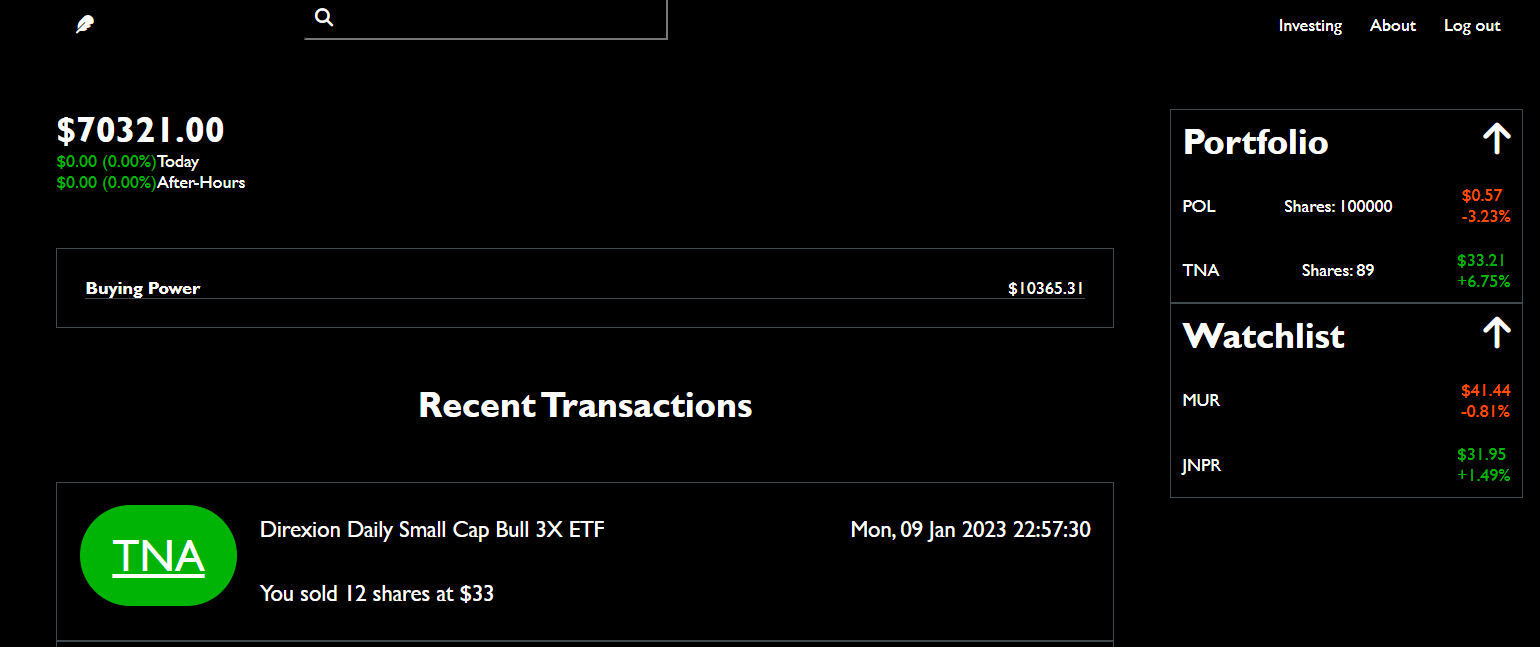 Investing About Log out
$70321.00
$0.00 (0.00%)Today
$0.00 (0.00%)After-Hours
Buying Power $10365.31
Recent Transactions
TNA
Direxion Daily Small Cap Bull 3X ETF Mon, 09 Jan 2023 22:57:30
You sold 12 shares at $33
Portfolio
POL Shares: 100000 $0.57
-3.23%
TNA Shares: 89 $33.21
+6.75%
Watchlist
MUR $41.44
-0.81%
JNPR $31.95
+1.49%